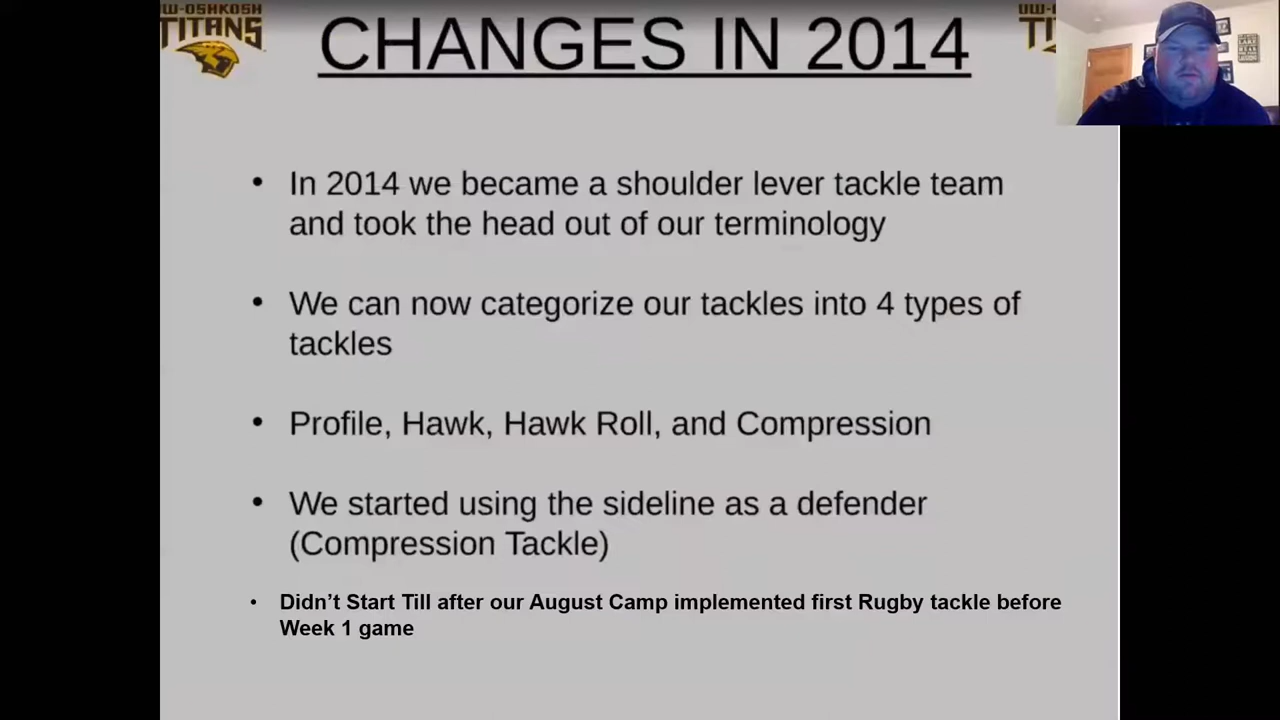 W-OSHKOSH
TITANS
UW-OSH
CHANGES IN 2014
• In 2014 we became a shoulder lever tackle team
and took the head out of our terminology
• We can now categorize our tackles into 4 types of
tackles
• Profile, Hawk, Hawk Roll, and Compression
• We started using the sideline as a defender
(Compression Tackle)
• Didn’t Start Till after our August Camp implemented first Rugby tackle before
Week 1 game